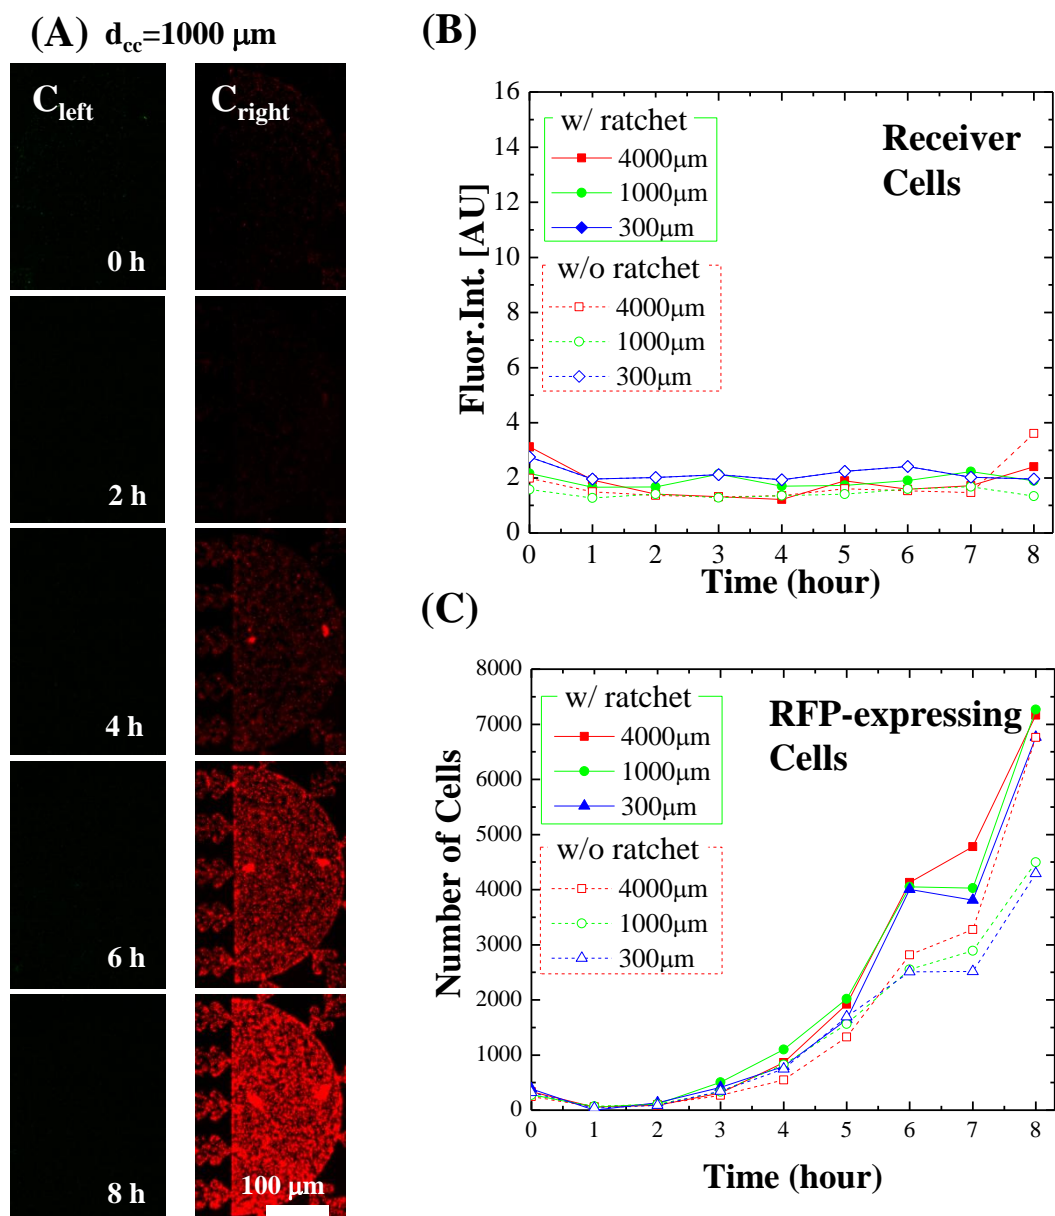 (A) dcc=1000 μm
Cleft
Cright
0 h
2 h
4 h
6 h
8 h
100 μm
(B)
Receiver
Cells
w/ ratchet
4000μm
1000μm
300μm
w/o ratchet
4000μm
1000μm
300μm
Fluor.Int. [AU]
16
14
12
10
8
6
4
2
0
0 1 2 3 4 5 6 7 8
Time (hour)
(C)
RFP-expressing
Cells
w/ ratchet
4000μm
1000μm
300μm
w/o ratchet
4000μm
1000μm
300μm
Number of Cells
8000
7000
6000
5000
4000
3000
2000
1000
0
0 1 2 3 4 5 6 7 8
Time (hour)